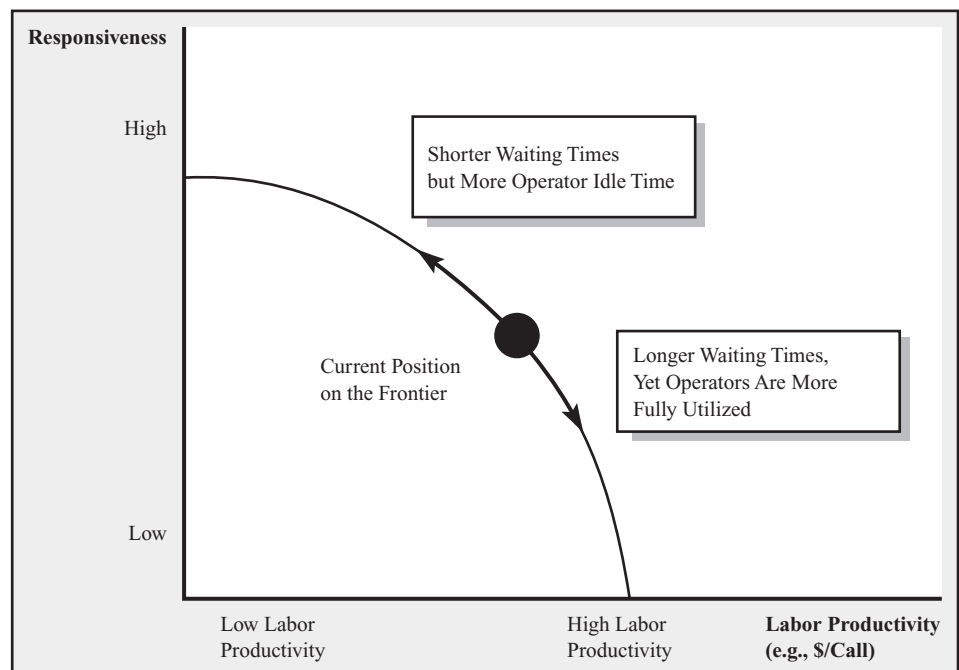 Responsiveness
High
Shorter Waiting Times
but More Operator Idle Time
Current Position
on the Frontier
Longer Waiting Times,
Yet Operators Are More
Fully Utilized
Low
Low Labor
Productivity
High Labor
Productivity
Labor Productivity
(e.g., $/Call)